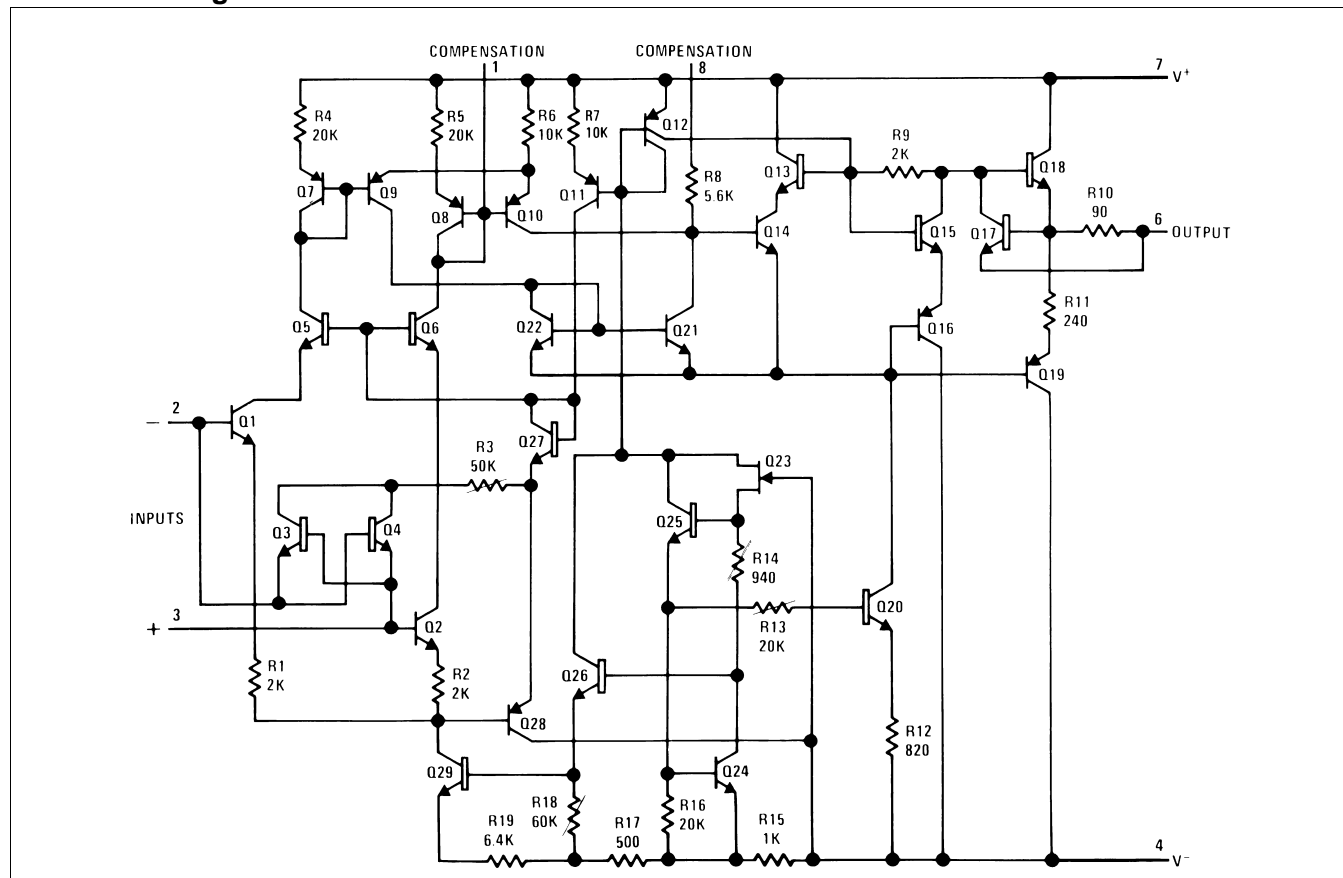 COMPENSATION
1
COMPENSATION
8
7
V+
R4
20K
R5
20K
R6
10K
R7
10K
Q12
R9
2K
Q7
Q9
Q8
Q10
Q11
R8
5.6K
Q13
Q14
Q15
Q17
Q18
R10
90
6
OUTPUT
R11
240
Q5
Q6
Q22
Q21
Q16
Q19
2
−
Q1
Q27
R3
50K
Q23
INPUTS
Q3
Q4
Q25
R14
940
3
+
Q2
R13
20K
Q20
R1
2K
R2
2K
Q26
Q28
R12
820
Q29
Q24
R19
6.4K
R18
60K
R17
500
R16
20K
R15
1K
4
V−